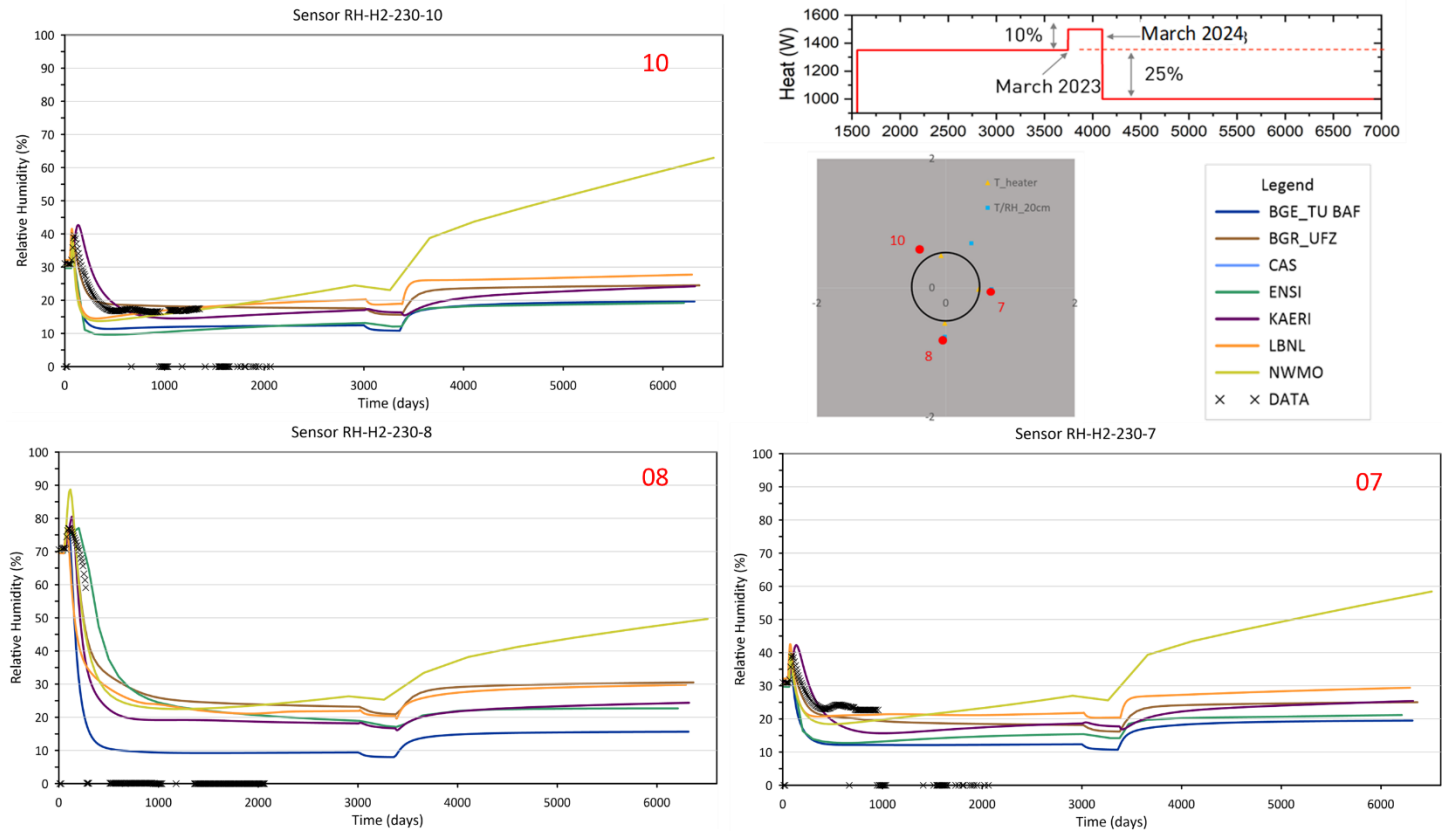 Sensor RH-H2-230-10
100
90
80
70
60
50
40
30
20
10
0
Relative Humidity (%)
10
0 1000 2000 3000 4000 5000 6000
Time (days)
1600
1400
1200
1000
Heat (W)
10%
March 2024
March 2023
25%
1500 2000 2500 3000 3500 4000 4500 5000 5500 6000 6500 7000
2
T_heater
T/RH_20cm
10
-2 0 2
0
7
8
-2
Legend
BGE_TU BAF
BGR_UFZ
CAS
ENSI
KAERI
LBNL
NWMO
× × DATA
Sensor RH-H2-230-8
100
90
80
70
60
50
40
30
20
10
0
Relative Humidity (%)
08
0 1000 2000 3000 4000 5000 6000
Time (days)
Sensor RH-H2-230-7
100
90
80
70
60
50
40
30
20
10
0
Relative Humidity (%)
07
0 1000 2000 3000 4000 5000 6000
Time (days)